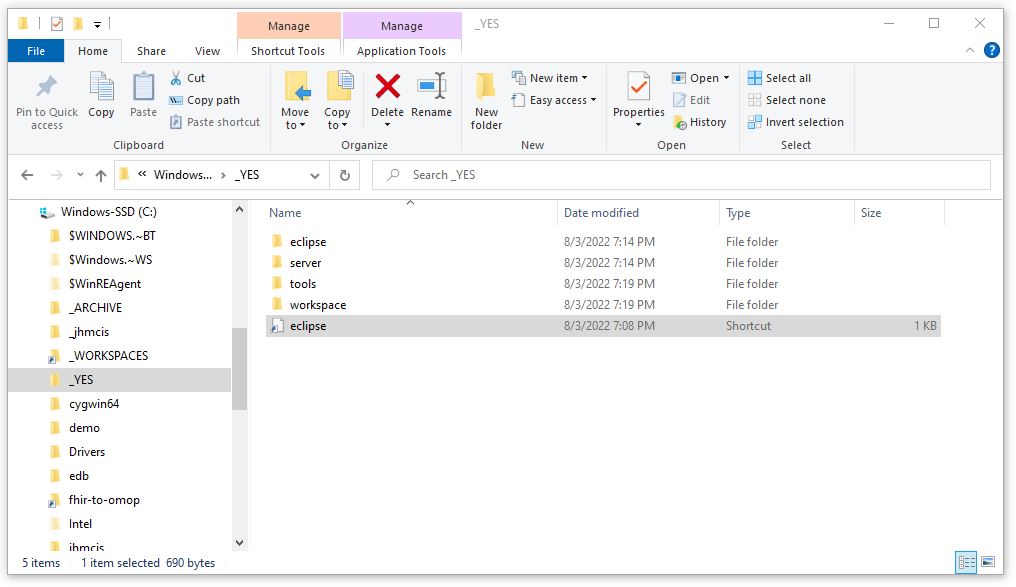 Manage Manage _YES
File Home Share View Shortcut Tools Application Tools
Pin to Quick access
Copy
Paste
Cut
Copy path
Paste shortcut
Clipboard
Move to
Copy to
Delete
Rename
Organize
New folder
New item
Easy access
New
Properties
Open
Edit
History
Open
Select all
Select none
Invert selection
Select
« Windows... > _YES
Search _YES
Windows-SSD (C:)
$WINDOWS.~BT
$Windows.~WS
$WinREAgent
_ARCHIVE
_jhmcis
_WORKSPACES
_YES
cygwin64
demo
Drivers
edb
fhir-to-omop
Intel
jhmcis
Name Date modified Type Size
eclipse 8/3/2022 7:14 PM File folder
server 8/3/2022 7:14 PM File folder
tools 8/3/2022 7:19 PM File folder
workspace 8/3/2022 7:19 PM File folder
eclipse 8/3/2022 7:08 PM Shortcut 1 KB
5 items 1 item selected 690 bytes